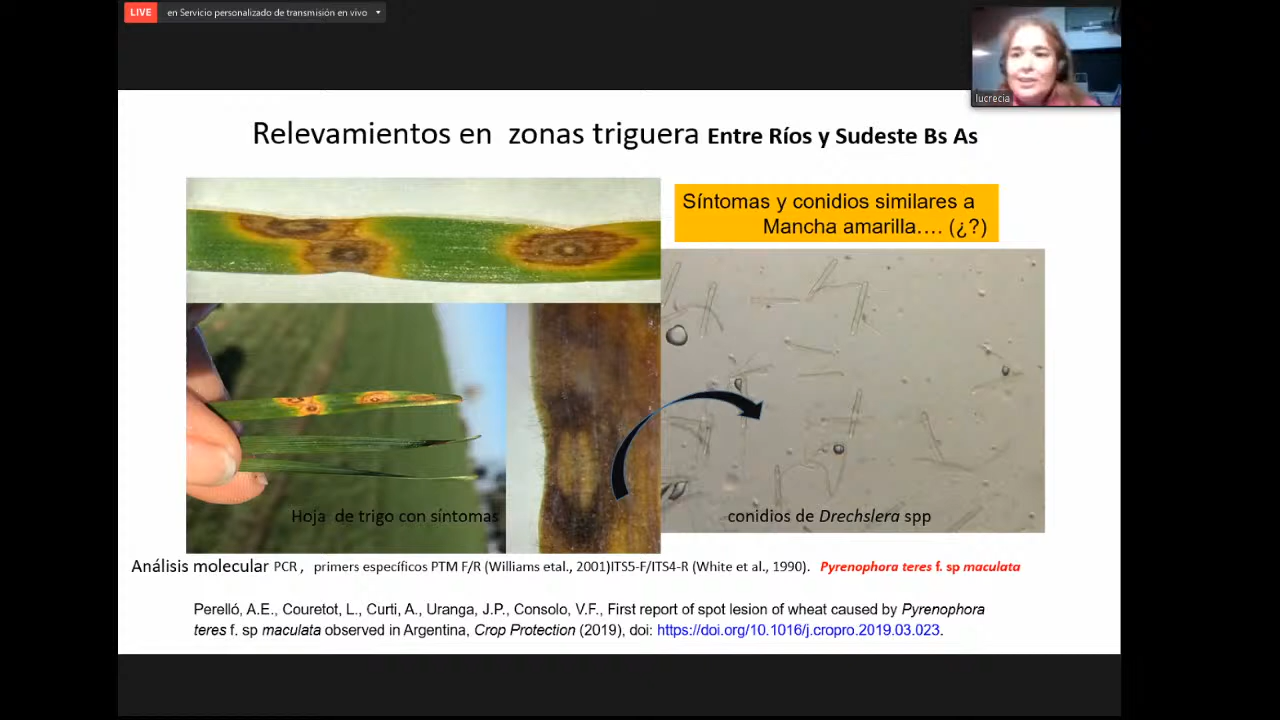 LIVE en Servicio personalizado de transmisión en vivo
lucrecia
Relevamientos en zonas triguera Entre Ríos y Sudeste Bs As
Síntomas y conidios similares a
Mancha amarilla…. (¿?)
Hoja de trigo con síntomas
conidios de Drechslera spp
Análisis molecular PCR , primers específicos PTM F/R (Williams etal., 2001)ITS5-F/ITS4-R (White et al., 1990). Pyrenophora teres f. sp maculata
Perelló, A.E., Couretot, L., Curti, A., Uranga, J.P., Consolo, V.F., First report of spot lesion of wheat caused by Pyrenophora
teres f. sp maculata observed in Argentina, Crop Protection (2019), doi: https://doi.org/10.1016/j.cropro.2019.03.023.